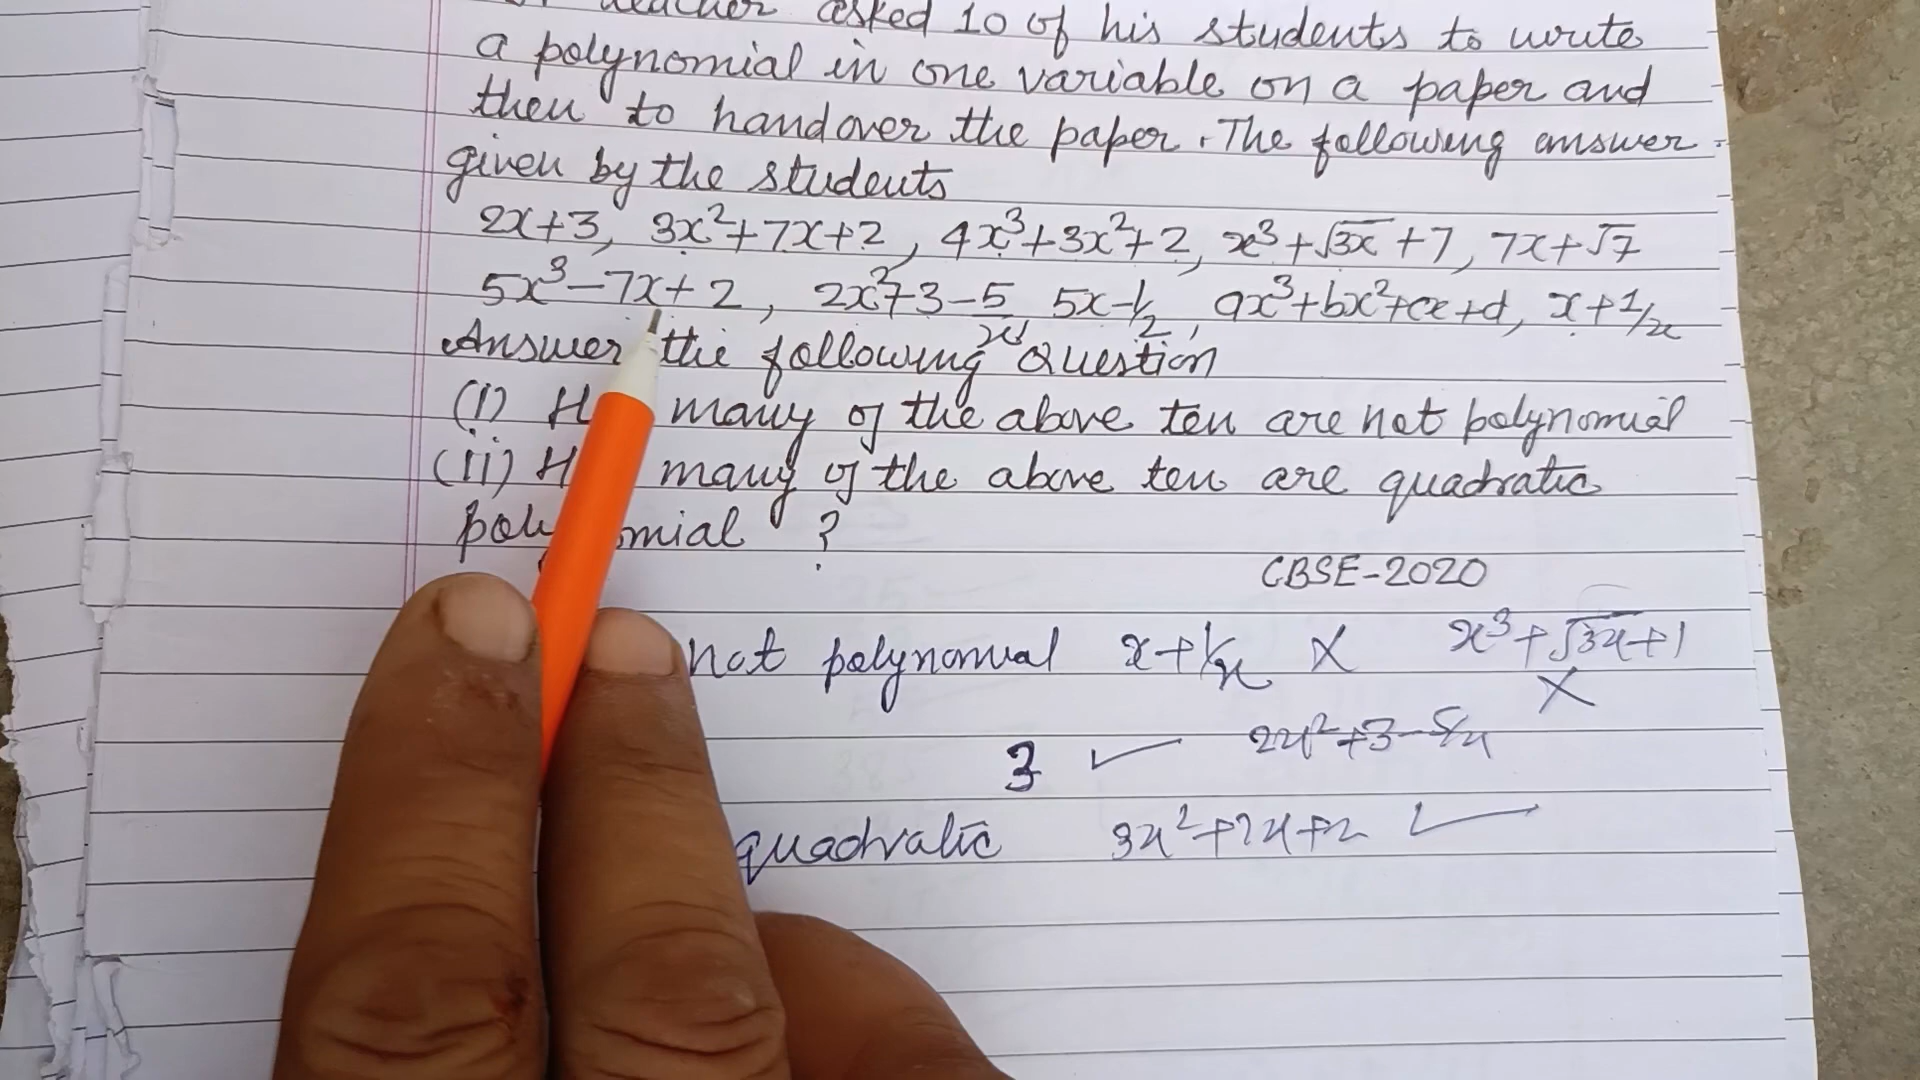 teacher asked 10 of his students to write
a polynomial in one variable on a paper and
then to handover the paper. The following answer
given by the students
2x+3, 3x²+7x+2, 4x³+3x²+2, x³+√3x+7, 7x+√7
5x³-7x+2, 2x²+3-5/x 5x-1/2, ax³+bx²+cx+d, x+1/x
Answer the following Question
(I) H many of the above ten are not polynomial
(ii) H many of the above ten are quadratic
polynomial ?
CBSE-2020
not polynomial x+1/x X x³+√3x+1
X
3 ✓ 2x²+3-5/x
quadratic 3x²+7x+2 ✓